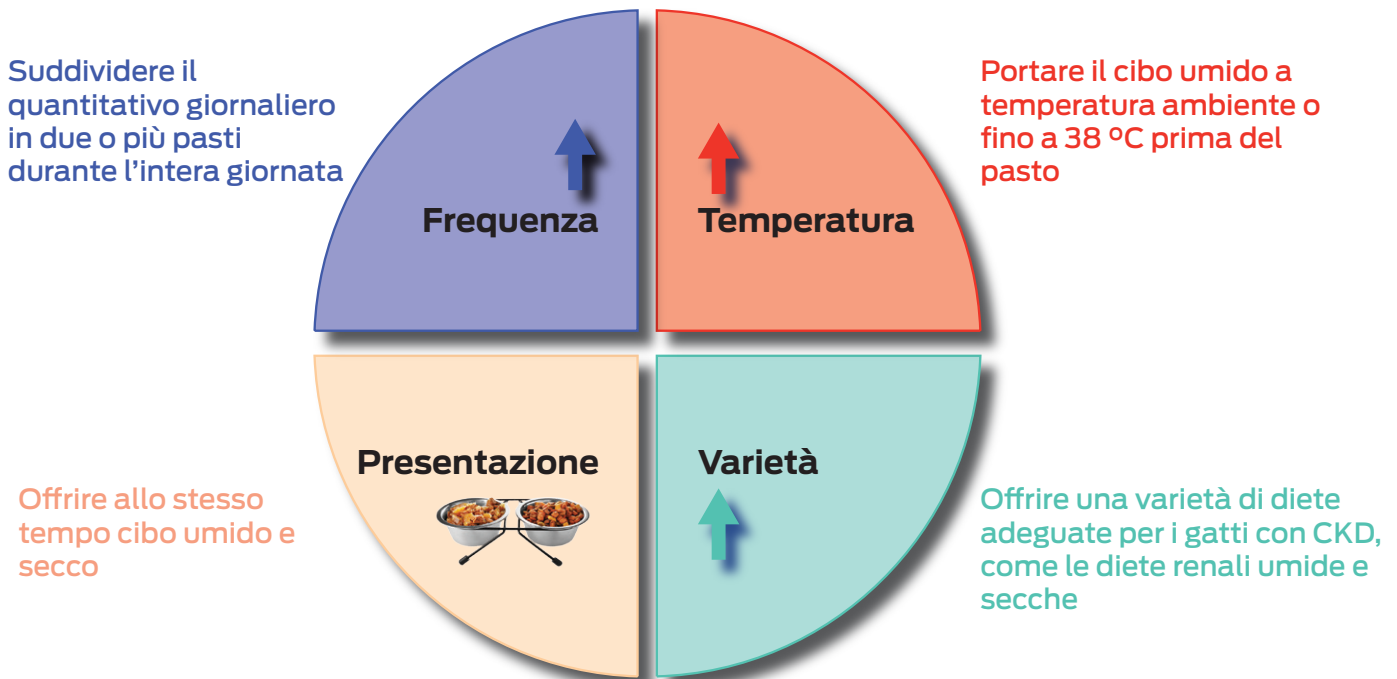 Suddividere il
quantitativo giornaliero
in due o più pasti
durante l’intera giornata
Frequenza
Temperatura
Portare il cibo umido a
temperatura ambiente o
fino a 38 ºC prima del
pasto
Presentazione
Offrire allo stesso
tempo cibo umido e
secco
Varietà
Offrire una varietà di diete
adeguate per i gatti con CKD,
come le diete renali umide e
secche